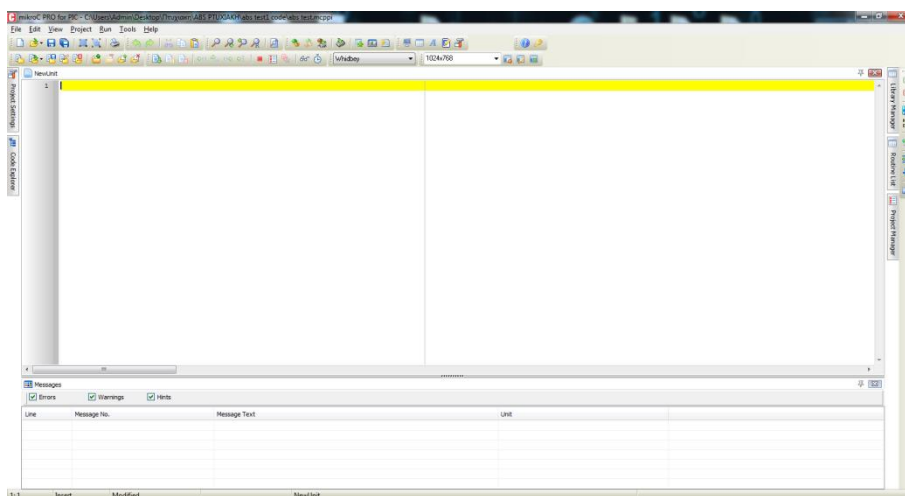 mikroC PRO for PIC - C:\Users\Admin\Desktop\Πτυχιακη\ABS PTUXIAKH\abs test1 code\abs test.mcppi
File Edit View Project Run Tools Help
Whidbey 1024x768
NewUnit
1
Project Settings
Code Explorer
Library Manager
Routine List
Project Manager
Messages
Errors Warnings Hints
Line Message No. Message Text Unit
1:1 Insert Modified NewUnit